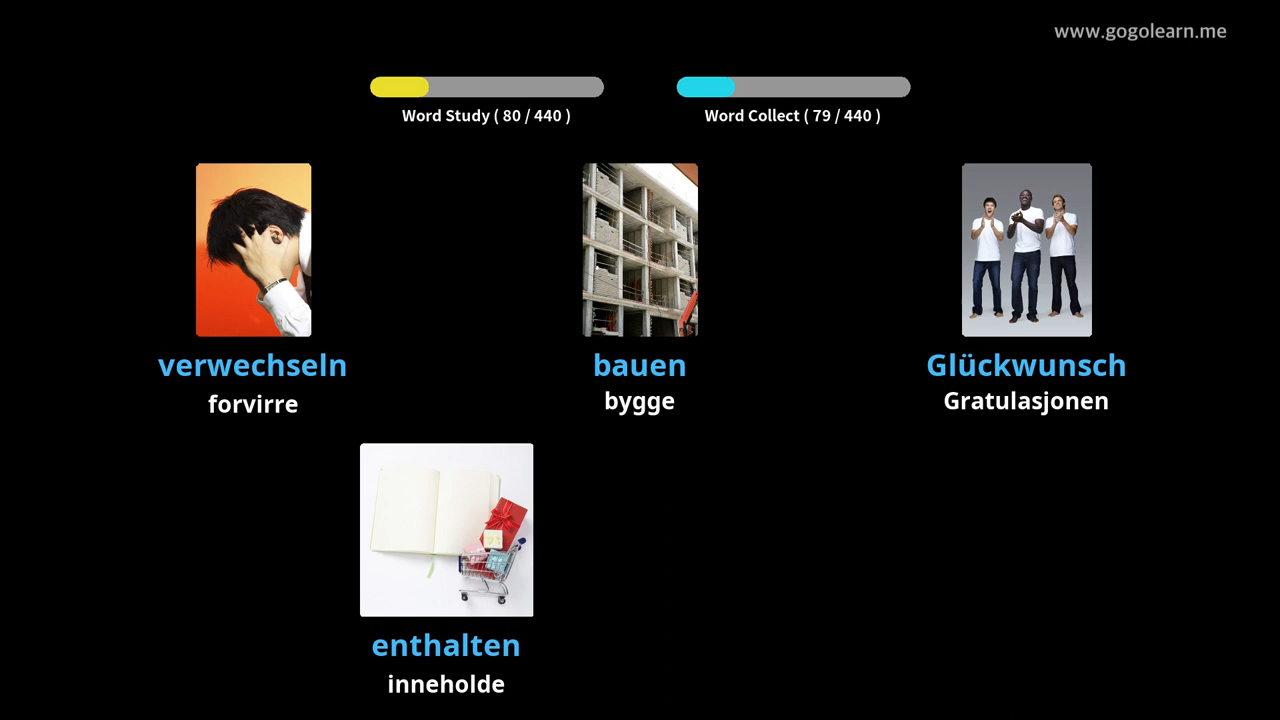 www.gogolearn.me
Word Study ( 80 / 440 )
Word Collect ( 79 / 440 )
verwechseln
forvirre
bauen
bygge
Glückwunsch
Gratulasjonen
enthalten
inneholde